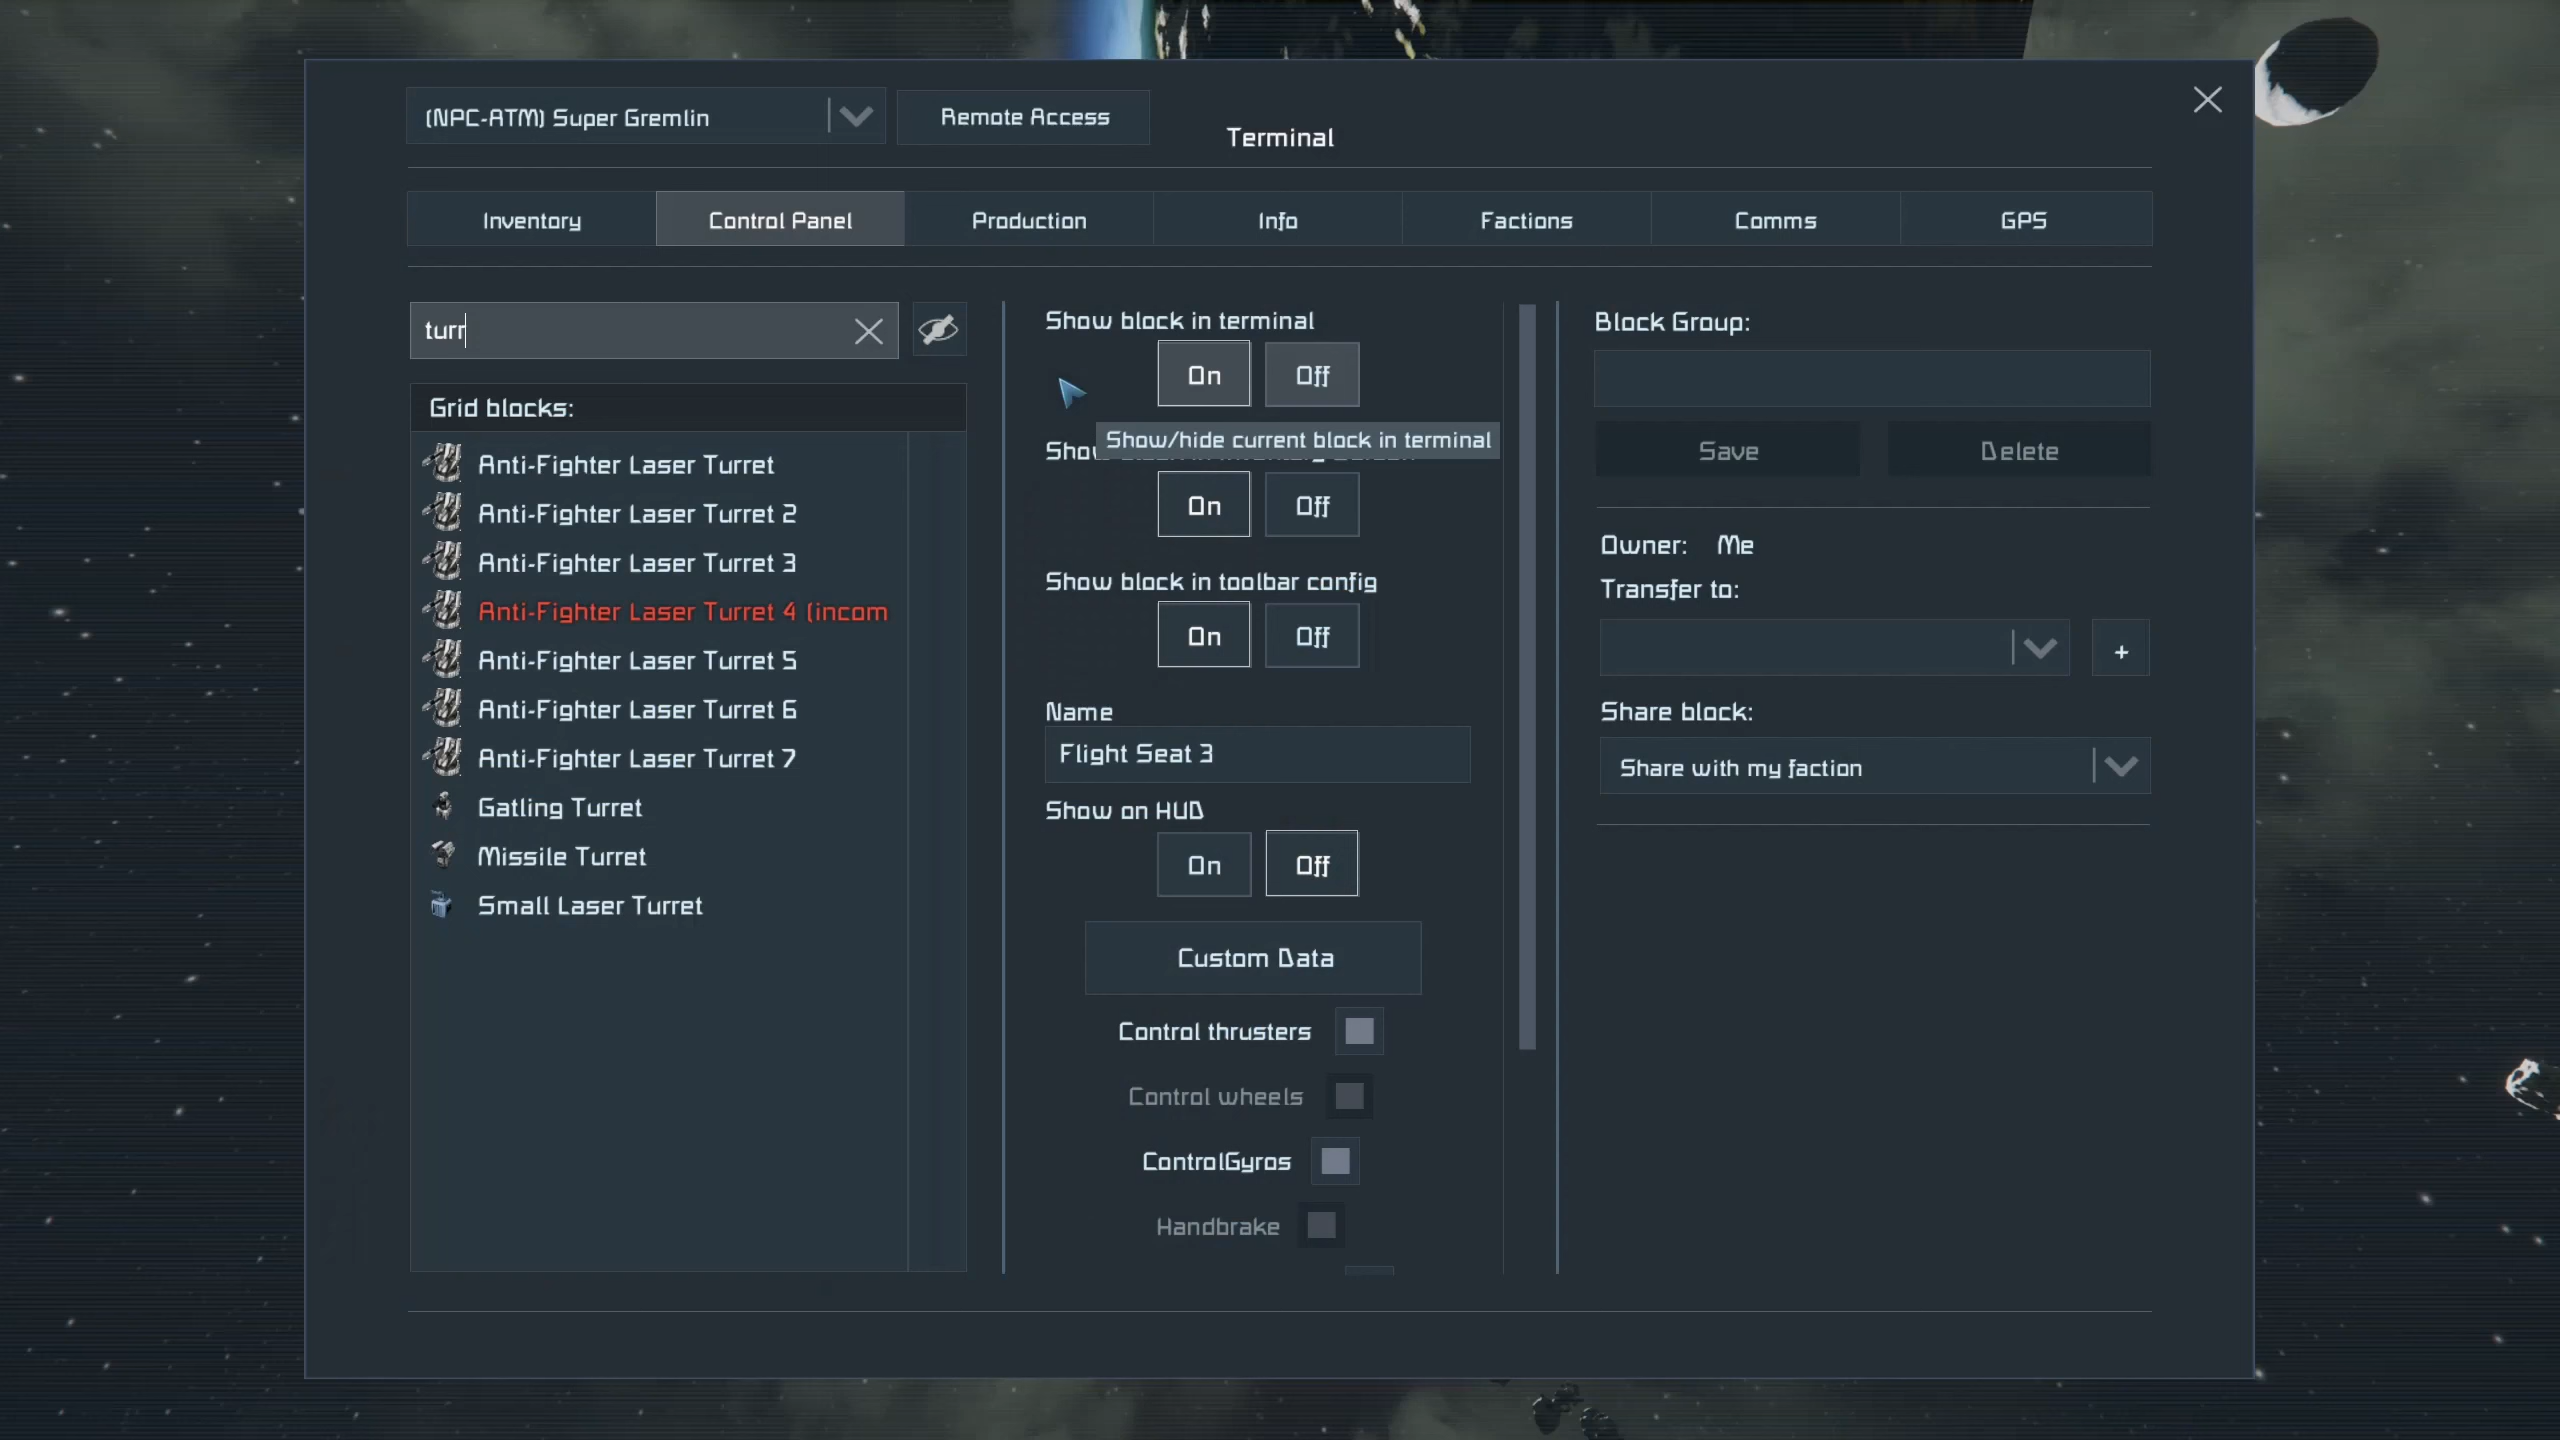 (NPC-ATM) Super Gremlin
Remote Access
Terminal
Inventory
Control Panel
Production
Info
Factions
Comms
GPS
turr
Grid blocks:
Anti-Fighter Laser Turret
Anti-Fighter Laser Turret 2
Anti-Fighter Laser Turret 3
Anti-Fighter Laser Turret 4 (incom
Anti-Fighter Laser Turret 5
Anti-Fighter Laser Turret 6
Anti-Fighter Laser Turret 7
Gatling Turret
Missile Turret
Small Laser Turret
Show block in terminal
On Off
Show/hide current block in terminal
On Off
Show block in toolbar config
On Off
Name
Flight Seat 3
Show on HUD
On Off
Custom Data
Control thrusters
Control wheels
ControlGyros
Handbrake
Block Group:
Save Delete
Owner: Me
Transfer to:
+
Share block:
Share with my faction